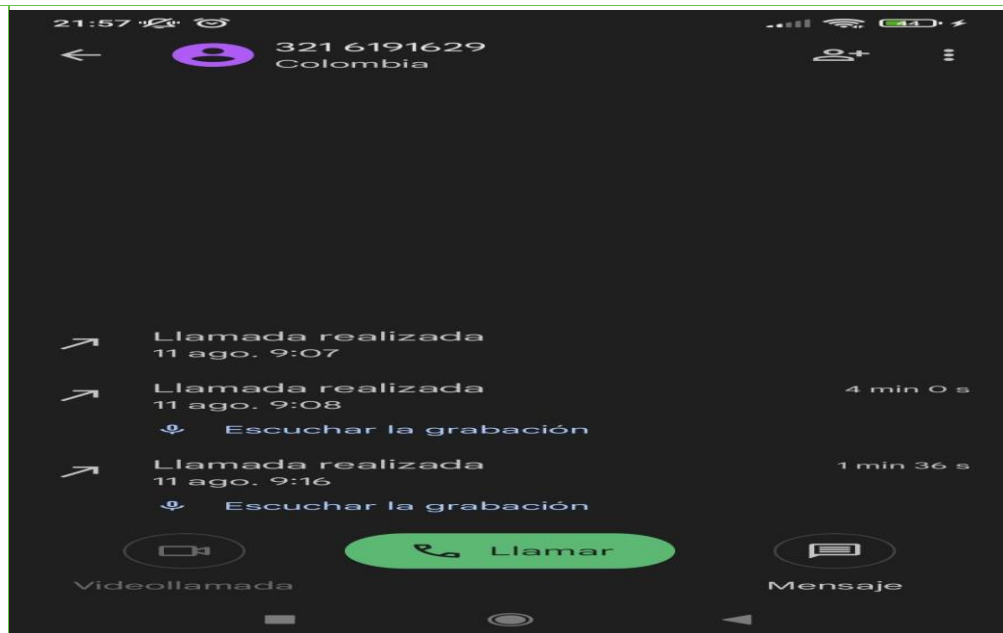 21:57
44
321 6191629
Colombia
Llamada realizada
11 ago. 9:07
Llamada realizada
4 min 0 s
11 ago. 9:08
Escuchar la grabación
Llamada realizada
1 min 36 s
11 ago. 9:16
Escuchar la grabación
Llamar
Videollamada
Mensaje